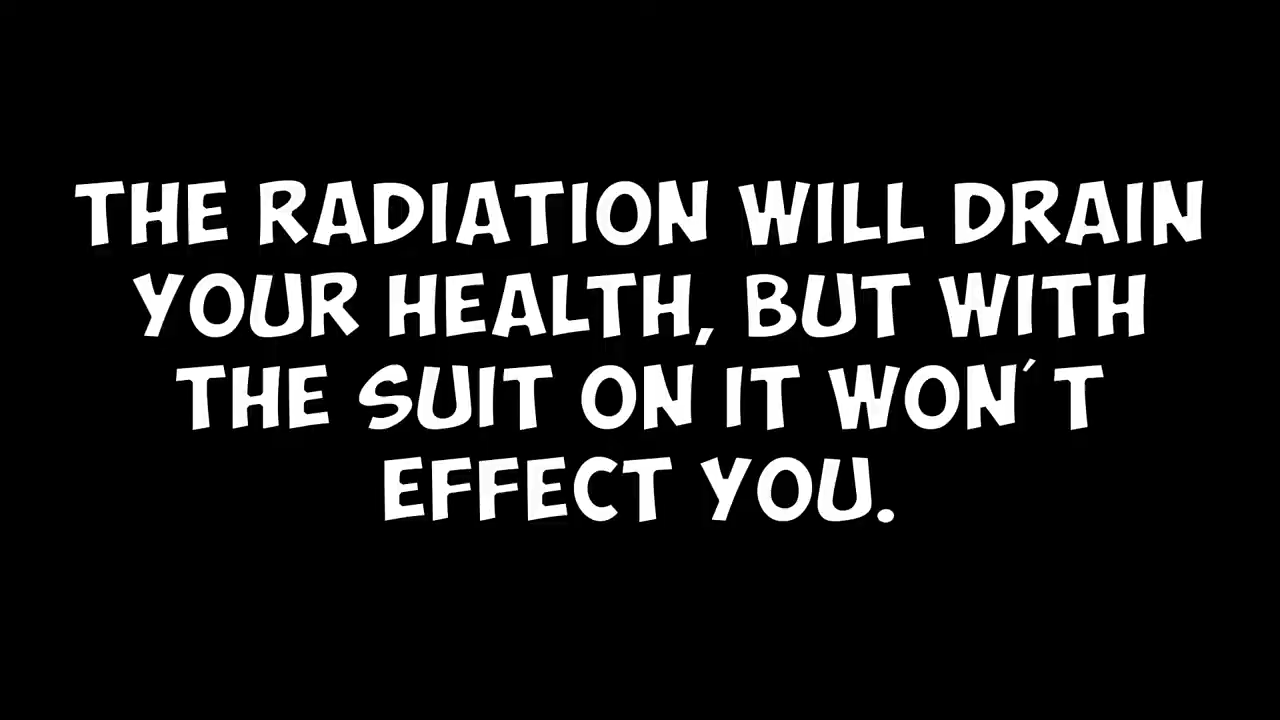 THE RADIATION WILL DRAIN
YOUR HEALTH, BUT WITH
THE SUIT ON IT WON´T
EFFECT YOU.